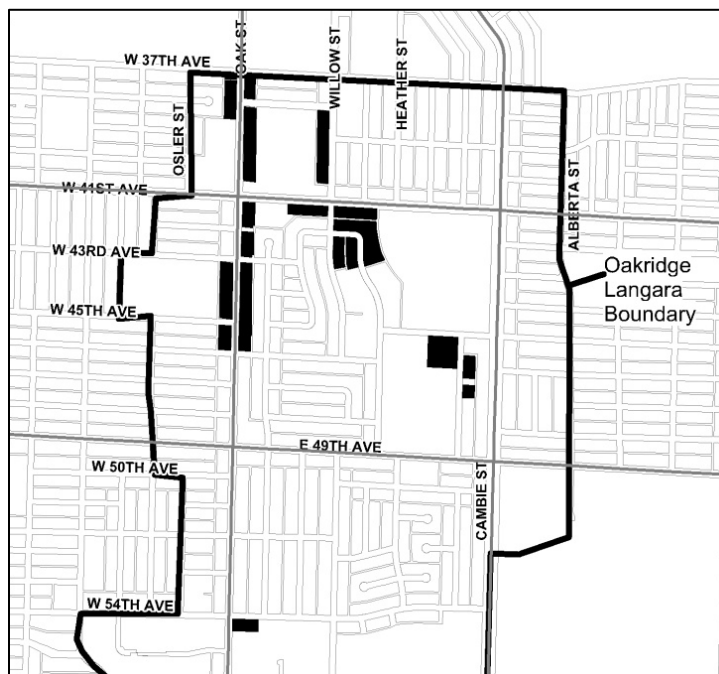 W 37TH AVE
OAK ST
WILLOW ST
HEATHER ST
OSLER ST
W 41ST AVE
ALBERTA ST
W 43RD AVE
Oakridge
Langara
Boundary
W 45TH AVE
E 49TH AVE
W 50TH AVE
CAMBIE ST
W 54TH AVE